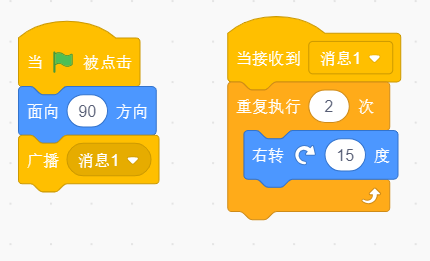 当 被点击
面向 90 方向
广播 消息1
当接收到 消息1
重复执行 2 次
右转 15 度